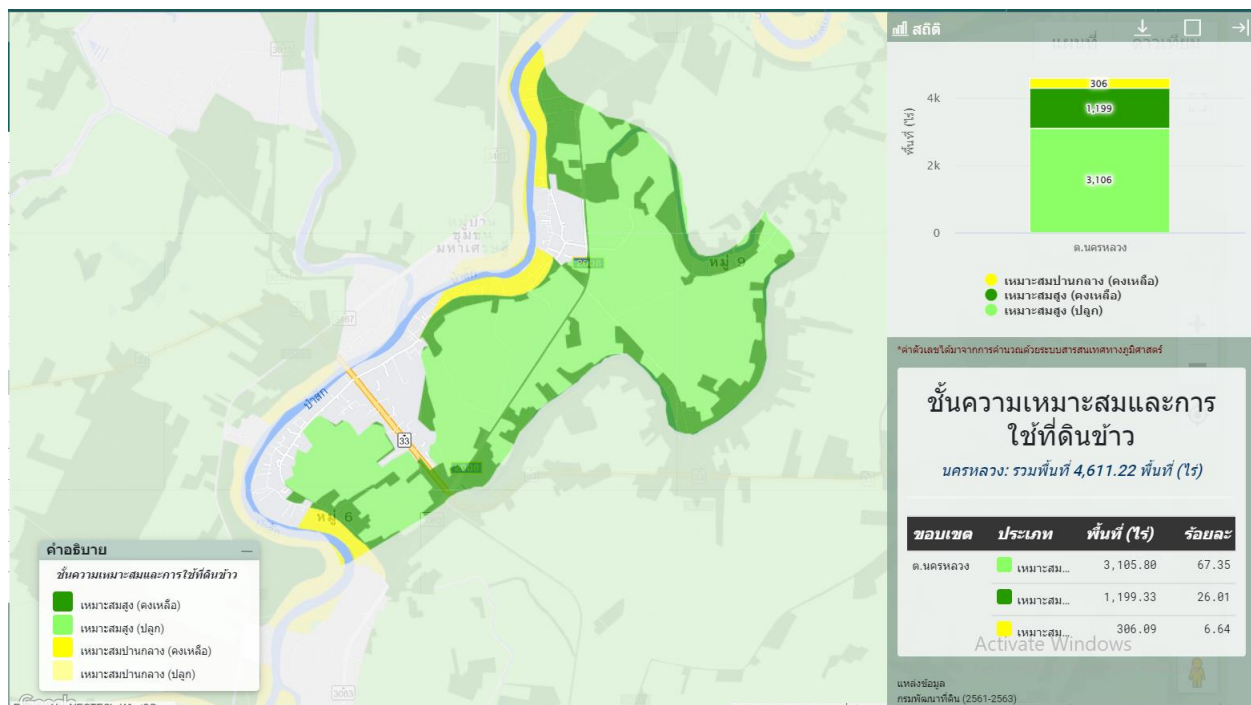 สถิติ
แผนที่
พื้นที่ (ไร่)
4k
2k
0
306
1,199
3,106
ต.นครหลวง
เหมาะสมปานกลาง (คงเหลือ)
เหมาะสมสูง (คงเหลือ)
เหมาะสมสูง (ปลูก)
*ค่าตัวเลขได้มาจากการคำนวณด้วยระบบสารสนเทศทางภูมิศาสตร์
ชั้นความเหมาะสมและการ
ใช้ที่ดินข้าว
นครหลวง: รวมพื้นที่ 4,611.22 พื้นที่ (ไร่)
ขอบเขต ประเภท พื้นที่ (ไร่) ร้อยละ
ต.นครหลวง เหมาะสม... 3,105.80 67.35
เหมาะสม... 1,199.33 26.01
เหมาะสม... 306.09 6.64
Activate Windows
แหล่งข้อมูล
กรมพัฒนาที่ดิน (2561-2563)
หมู่บ้าน
ชุมชน
หมู่ 9
ป่าสัก
33
หมู่ 6
3063
คำอธิบาย
ชั้นความเหมาะสมและการใช้ที่ดินข้าว
เหมาะสมสูง (คงเหลือ)
เหมาะสมสูง (ปลูก)
เหมาะสมปานกลาง (คงเหลือ)
เหมาะสมปานกลาง (ปลูก)